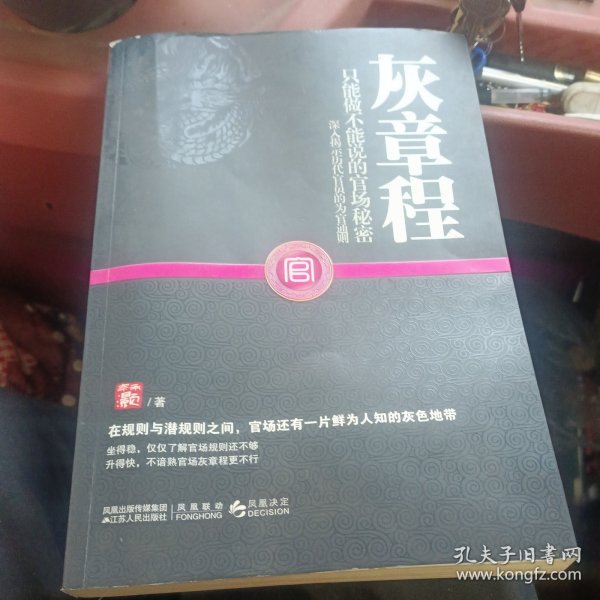 灰章程
只能做不能说的官场秘密
深入揭示历代官员的为官通则
官
/著
在规则与潜规则之间，官场还有一片鲜为人知的灰色地带
坐得稳，仅仅了解官场规则还不够
升得快，不谙熟官场灰章程更不行
凤凰出版传媒集团
江苏人民出版社
凤凰联动
FONGHONG
凤凰决定
DECISION
孔夫子旧书网
www.kongfz.com